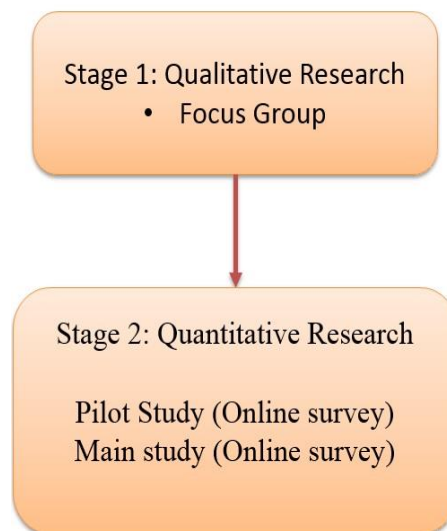 Stage 1: Qualitative Research
• Focus Group
Stage 2: Quantitative Research
Pilot Study (Online survey)
Main study (Online survey)